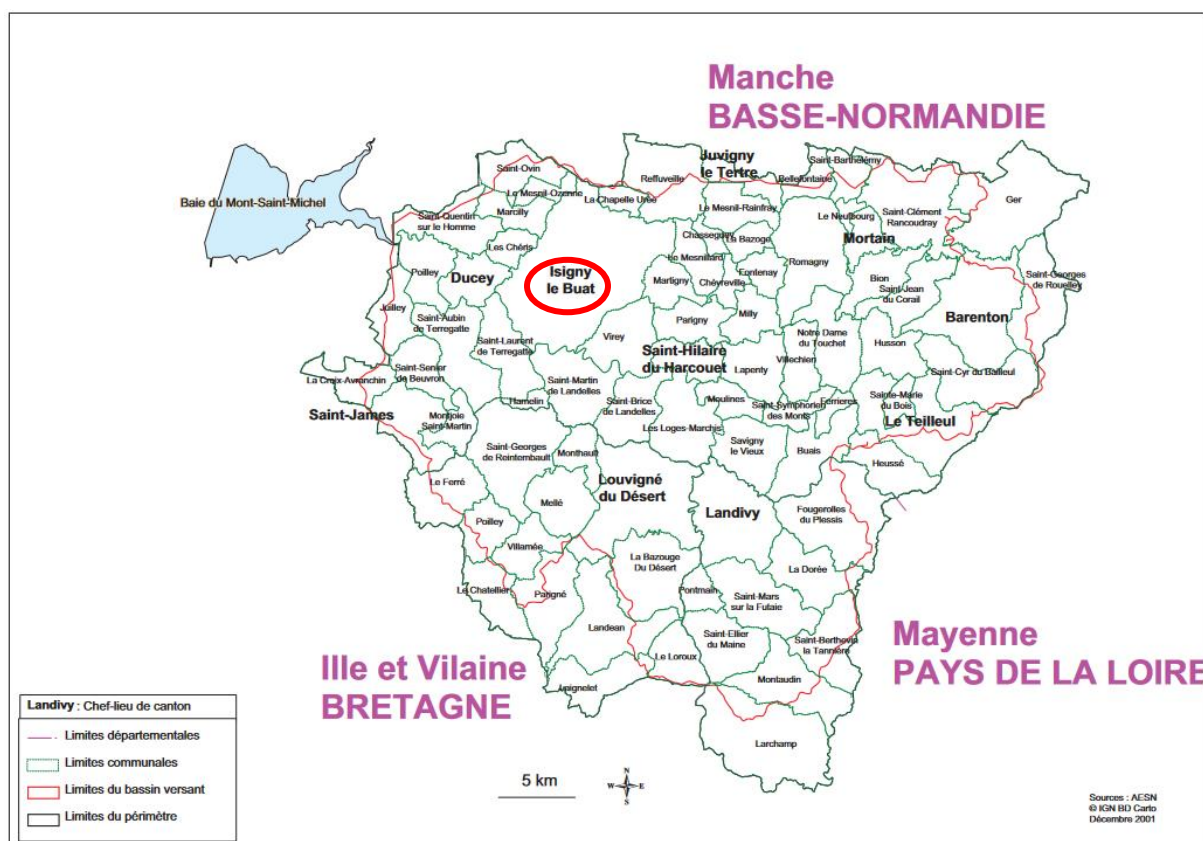 Manche
BASSE-NORMANDIE
Baie du Mont-Saint-Michel
Saint-Ovin
Le Mesnil-Ozenne
La Chapelle Urée
Reffuveille
Juvigny
le Tertre
Saint-Barthélémy
Bellefontaine
Ger
Saint-Quentin
sur le Homme
Marcilly
Le Mesnil-Rainfray
Le Neufbourg
Saint-Clément
Rancoudray
Les Chéris
Chasseguey
La Bazoge
Mortain
Poilley
Ducey
Isigny
le Buat
Le Mesnillard
Martigny
Chèvreville
Fontenay
Romagny
Bion
Saint-Jean
du Corail
Saint-Georges
de Rouelley
Juilley
Saint-Aubin
de Terregatte
Parigny
Milly
Barenton
Saint-Laurent
de Terregatte
Virey
Saint-Hilaire
du Harcouet
Notre Dame
du Touchet
Villechien
Husson
La Croix-Avranchin
Saint-Senier
de Beuvron
Saint-Martin
de Landelles
Lapenty
Saint-Cyr du Bailleul
Saint-James
Montjoie
Saint-Martin
Hamelin
Saint-Brice
de Landelles
Moulines
Saint-Symphorien
des Monts
Ferrieres
Sainte-Marie
du Bois
Le Teilleul
Les Loges-Marchis
Saint-Georges
de Reintembault
Monthault
Savigny
le Vieux
Buais
Heussé
Le Ferré
Louvigné
du Désert
Mellé
Landivy
Fougerolles
du Plessis
Poilley
Villamée
La Bazouge
Du Désert
La Dorée
Le Chatellier
Parigné
Pontmain
Saint-Mars
sur la Futaie
Landean
Saint-Ellier
du Maine
Saint-Berthevin
la Tannière
Le Loroux
Montaudin
Mayenne
PAYS DE LA LOIRE
Ille et Vilaine
BRETAGNE
Laignelet
Larchamp
Landivy : Chef-lieu de canton
Limites départementales
Limites communales
Limites du bassin versant
Limites du périmètre
5 km
N
W
E
S
Sources : AESN
© IGN BD Carto
Décembre 2001